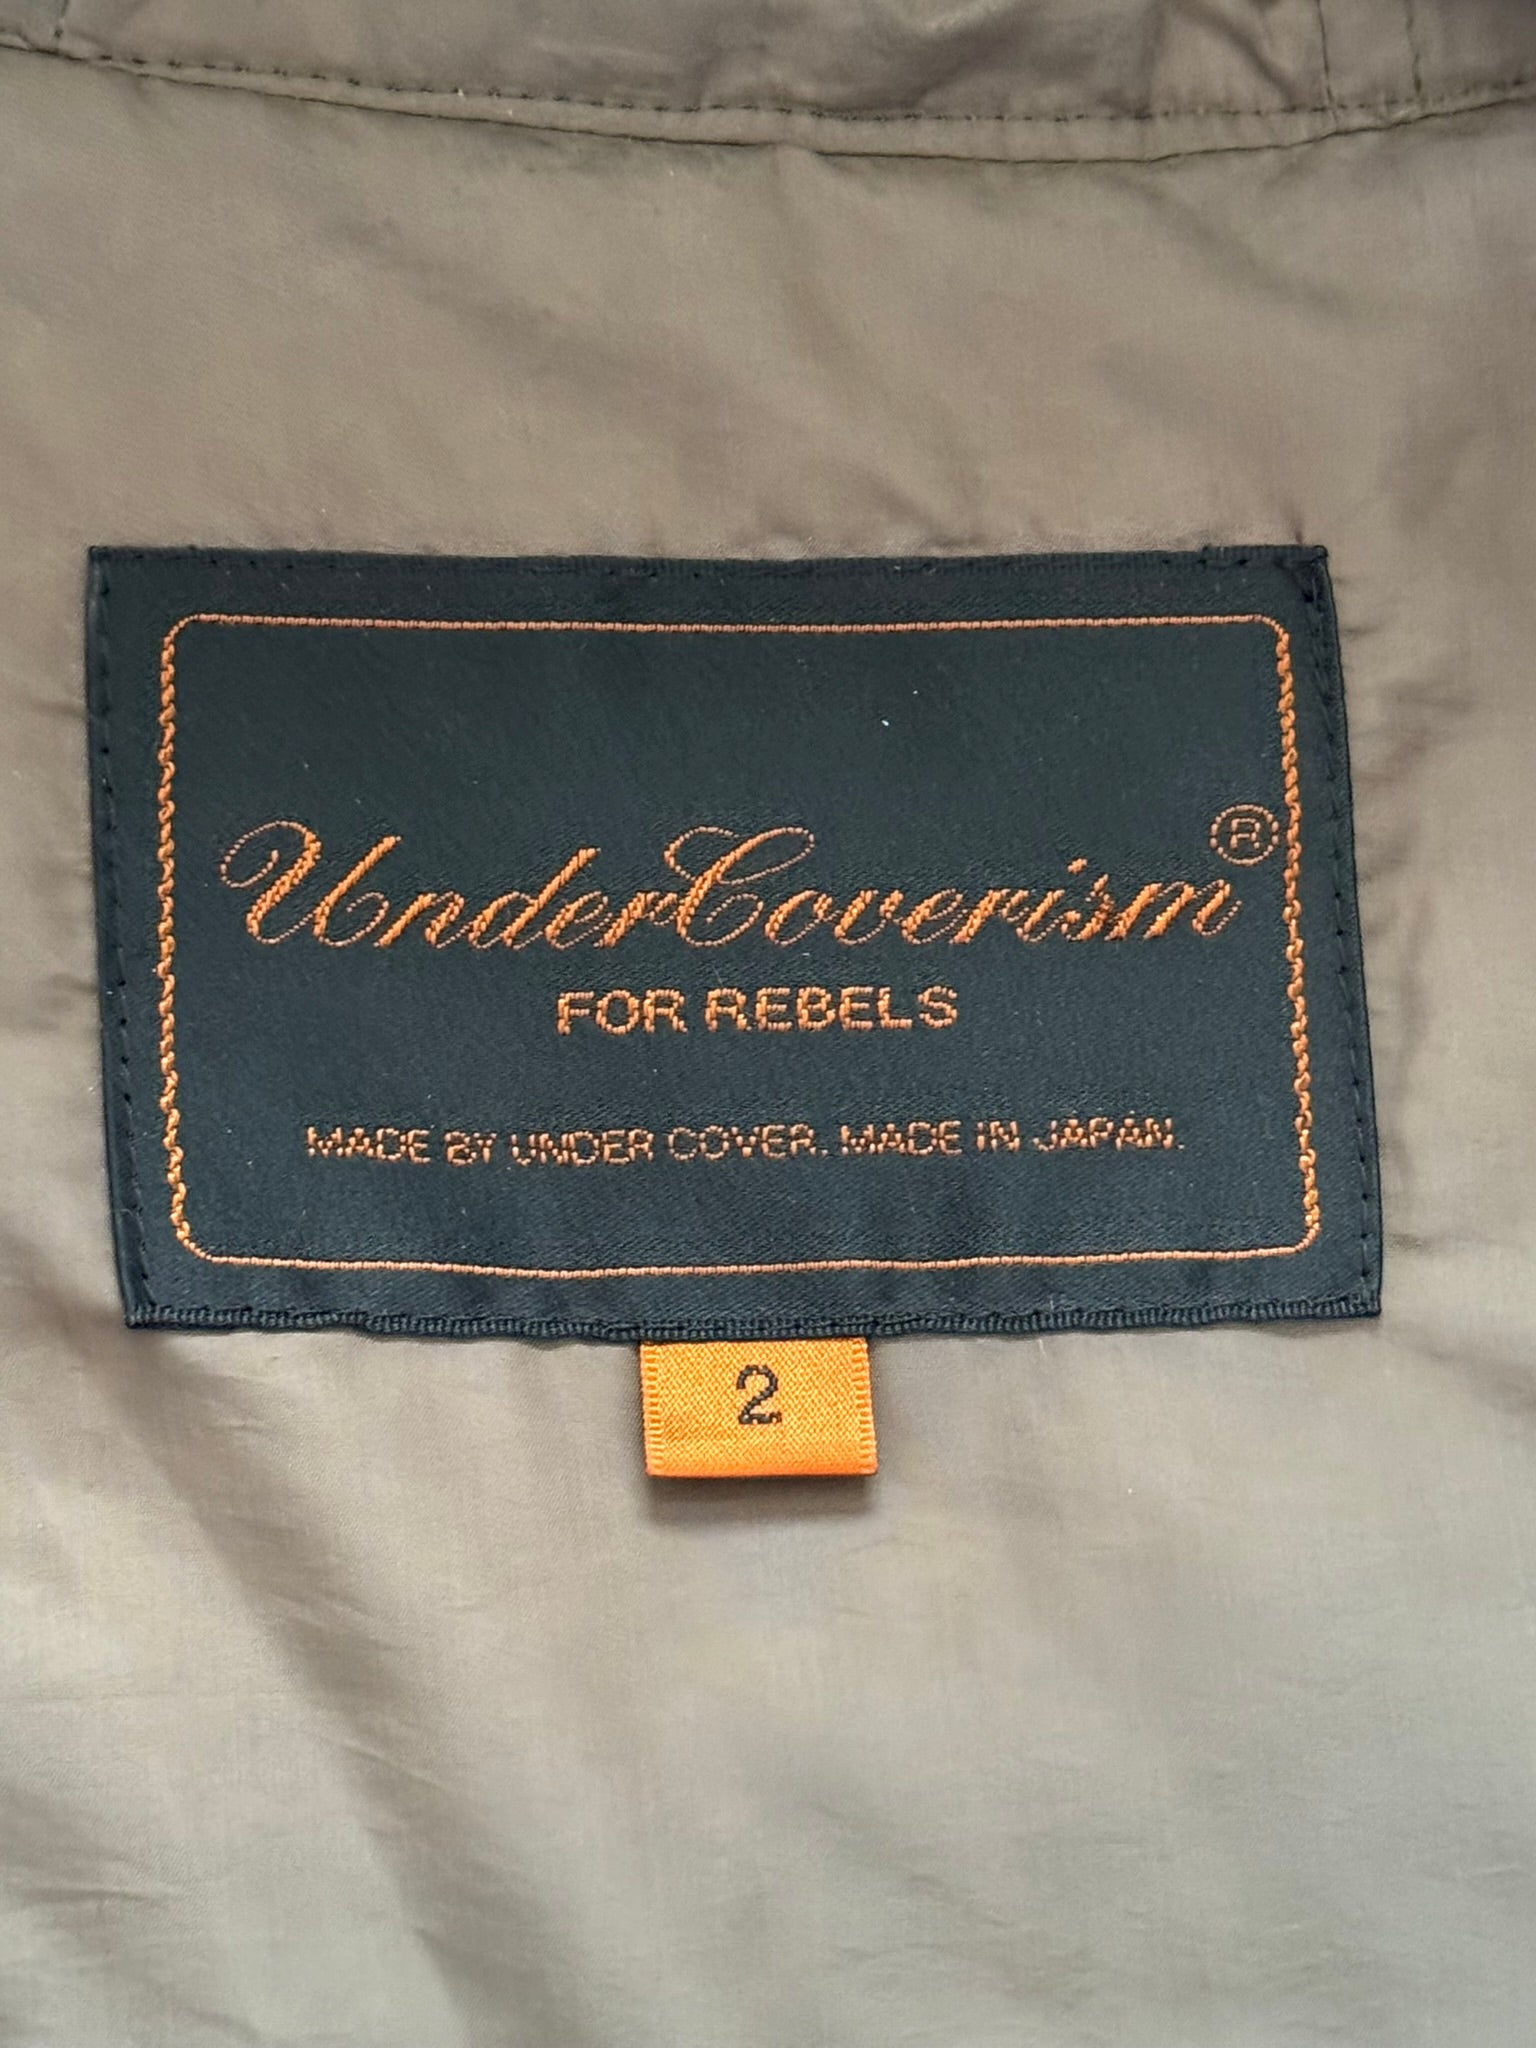 UnderCoverism®
FOR REBELS
MADE BY UNDER COVER. MADE IN JAPAN.
2